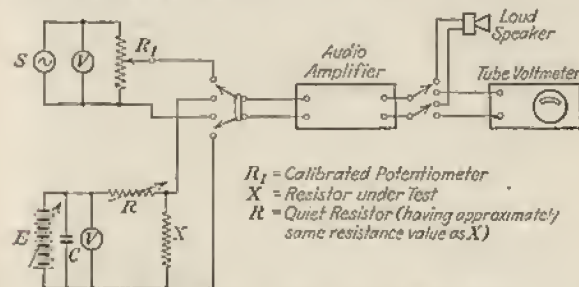 Loud
Speaker
Audio
Amplifier
Tube Voltmeter
S
V
R1
R1 = Calibrated Potentiometer
X = Resistor under Test
R = Quiet Resistor (having approximately
same resistance value as X)
E
C
V
R
X